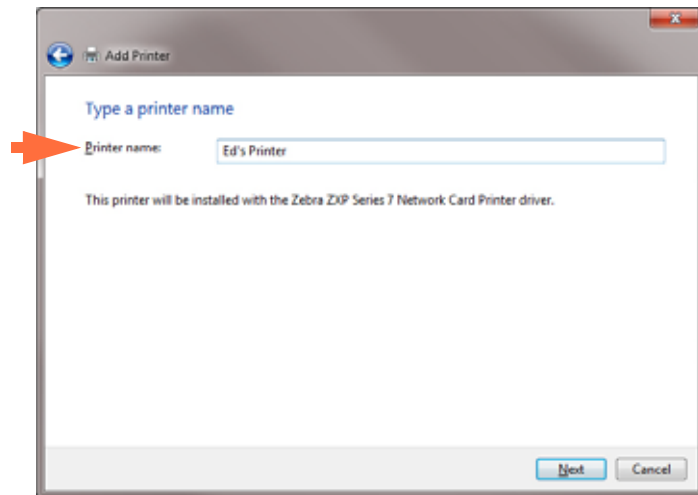 Add Printer
Type a printer name
Printer name: Ed's Printer
This printer will be installed with the Zebra ZXP Series 7 Network Card Printer driver.
Next Cancel